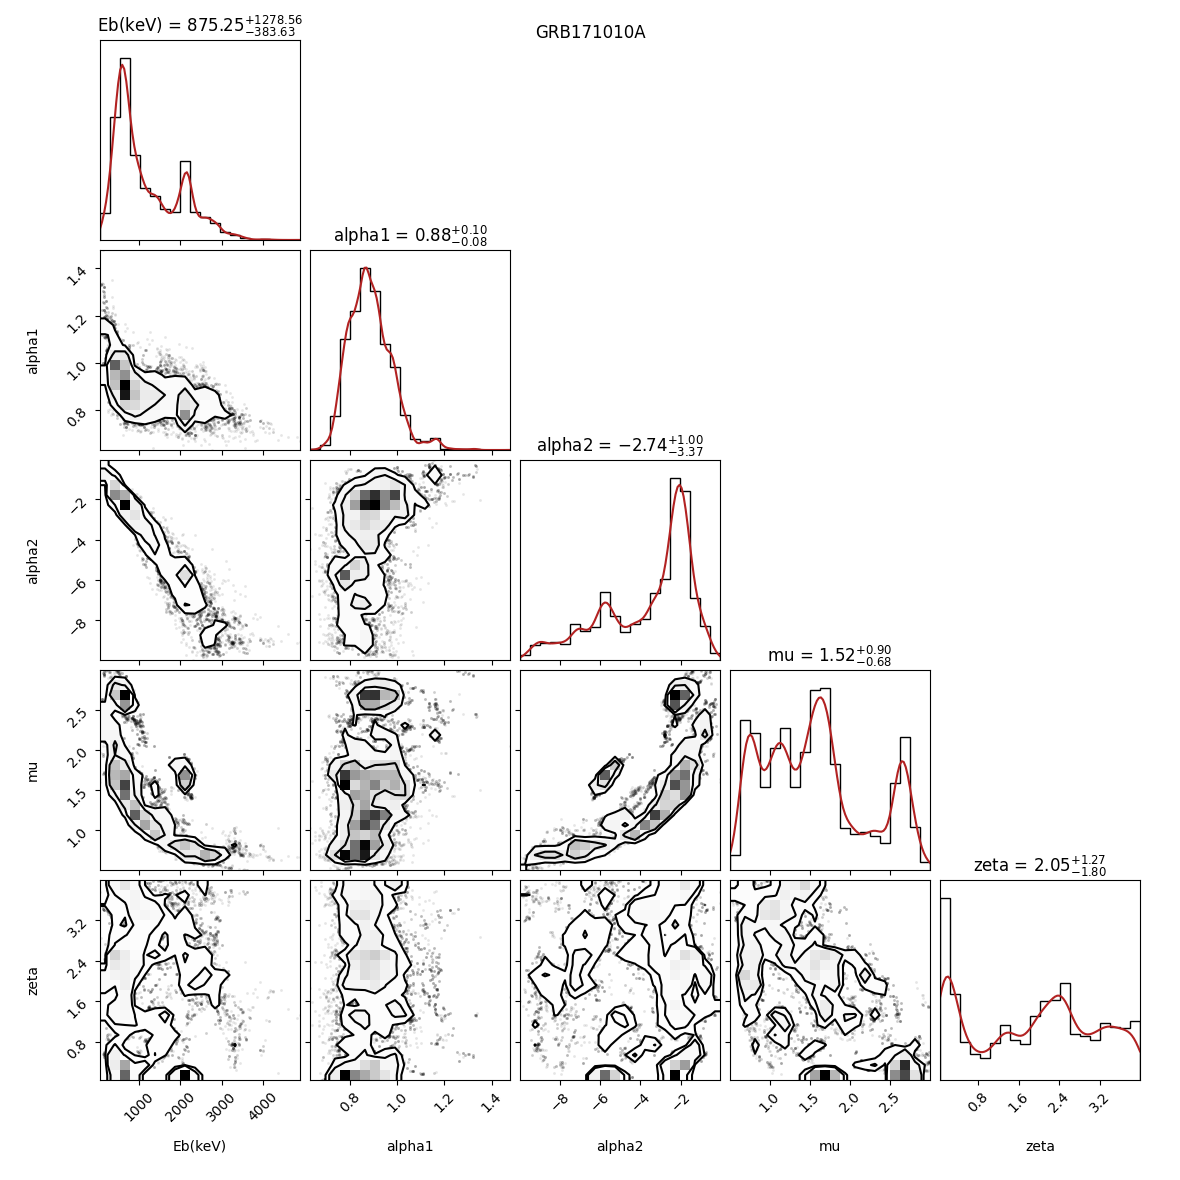 GRB171010A
Eb(keV) = 875.25+1278.56−383.63
alpha1 = 0.88+0.10−0.08
1.4
1.2
1.0
0.8
alpha1
alpha2 = −2.74+1.00−3.37
−2
−4
−6
−8
alpha2
mu = 1.52+0.90−0.68
2.5
2.0
1.5
1.0
mu
zeta = 2.05+1.27−1.80
3.2
2.4
1.6
0.8
zeta
1000 2000 3000 4000 0.8 1.0 1.2 1.4 −8 −6 −4 −2 1.0 1.5 2.0 2.5 0.8 1.6 2.4 3.2
Eb(keV) alpha1 alpha2 mu zeta